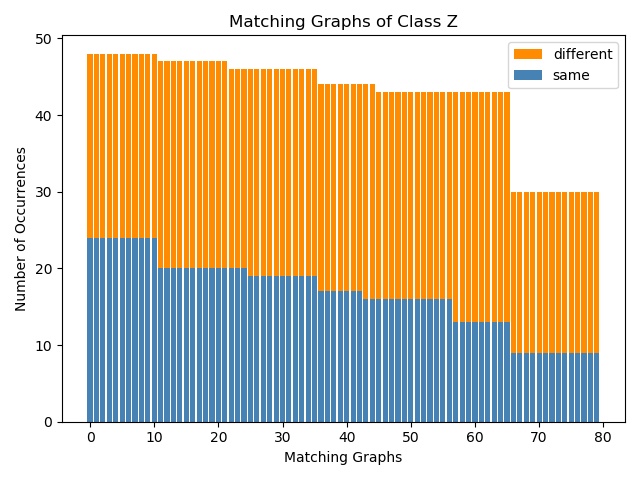 Matching Graphs of Class Z
different
same
Number of Occurrences
50
40
30
20
10
0
0 10 20 30 40 50 60 70 80
Matching Graphs